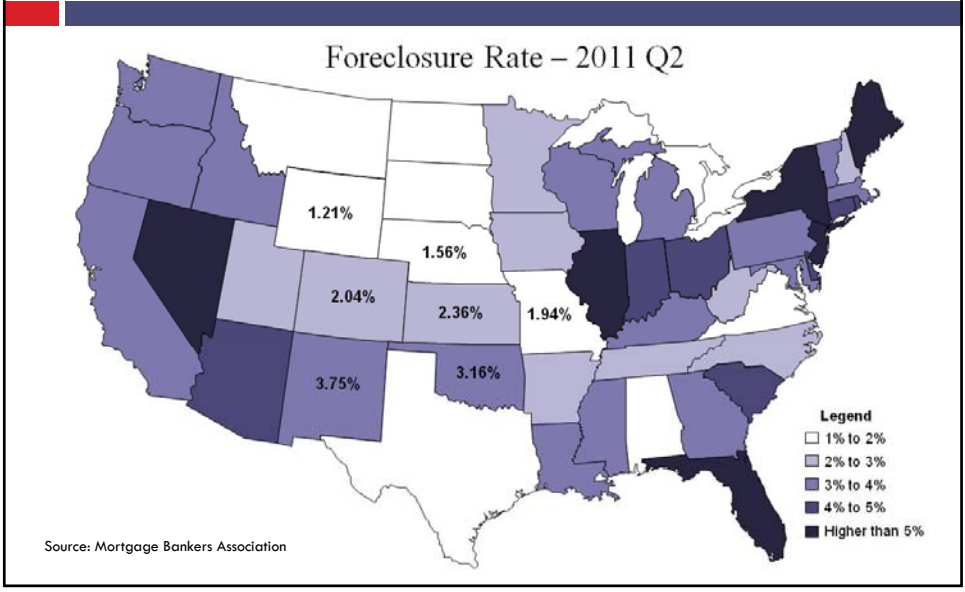 Foreclosure Rate – 2011 Q2
1.21%
1.56%
2.04%
2.36%
1.94%
3.75%
3.16%
Legend
1% to 2%
2% to 3%
3% to 4%
4% to 5%
Higher than 5%
Source: Mortgage Bankers Association